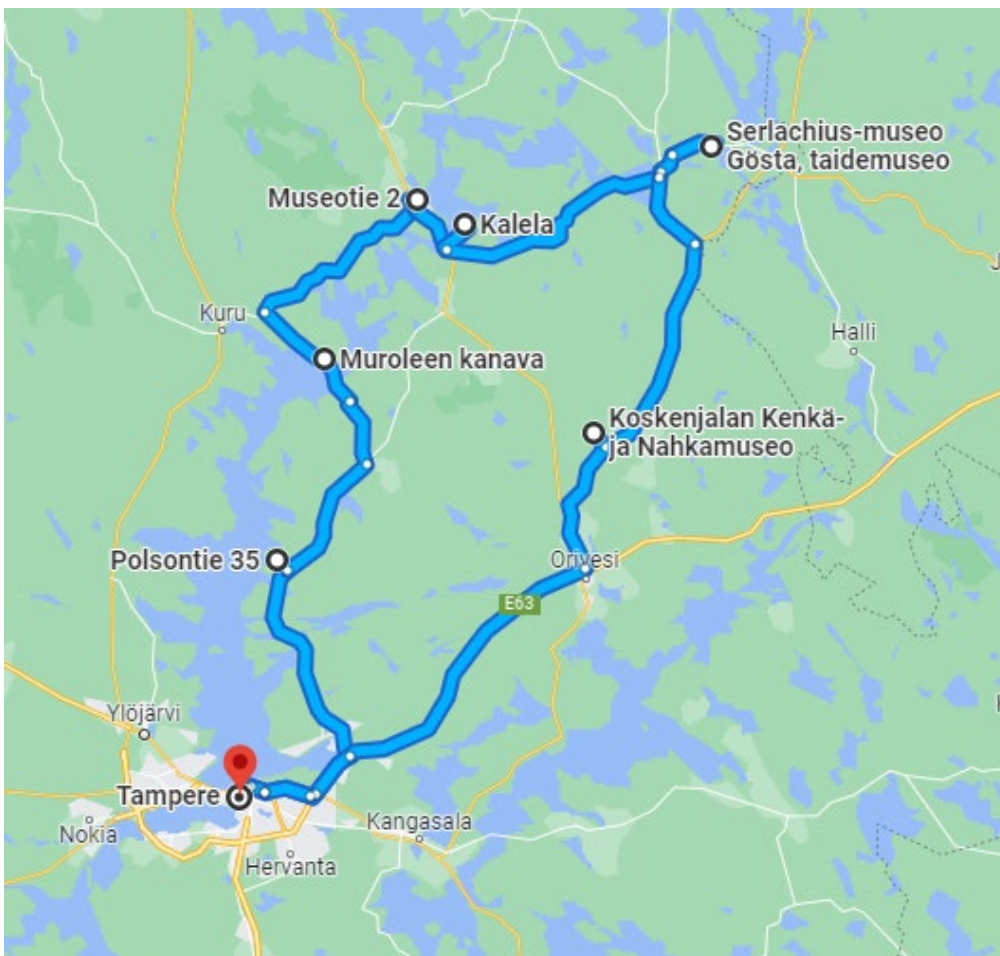 Serlachius-museo
Gösta, taidemuseo
Museotie 2
Kalela
Kuru
Halli
Muroleen kanava
Koskenjalan Kenkä-
ja Nahkamuseo
Polsontie 35
Orivesi
E63
Ylöjärvi
Tampere
Nokia
Kangasala
Hervanta